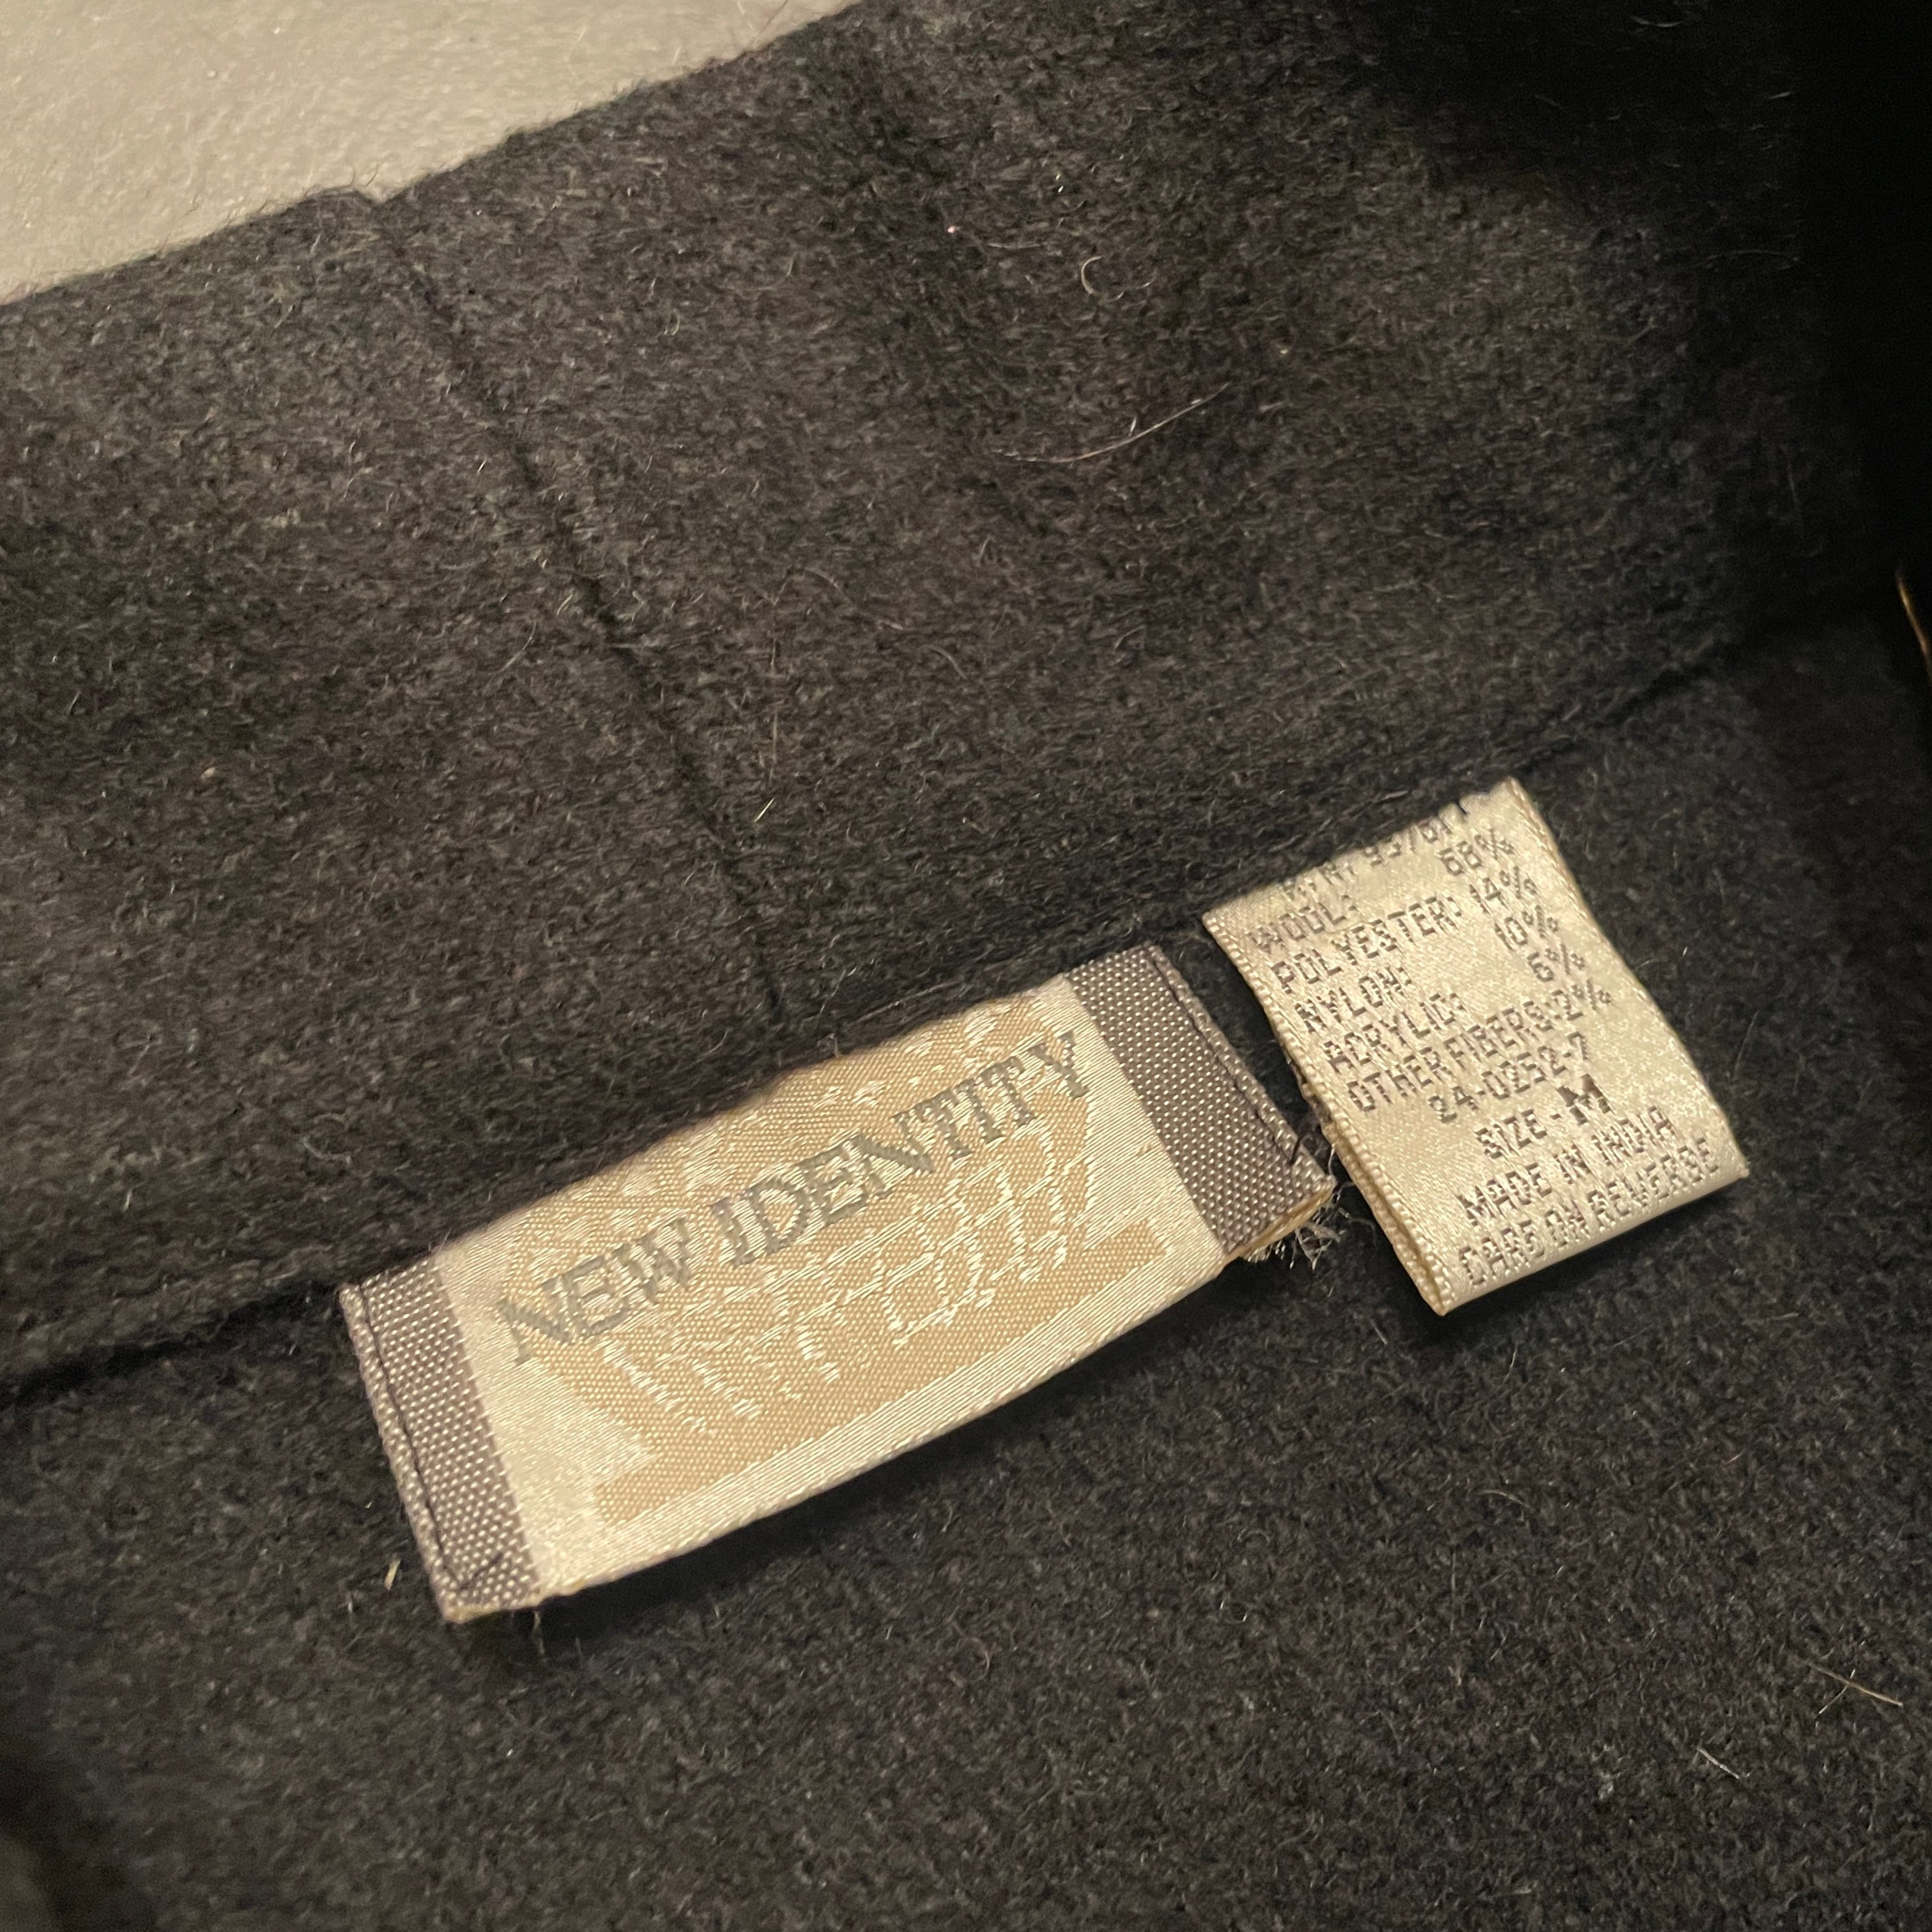 NEW IDENTITY
WOOL: 68%
POLYESTER: 14%
NYLON: 10%
ACRYLIC: 6%
OTHER FIBERS: 2%
24-0252-7
SIZE-M
MADE IN INDIA
CARE ON REVERSE